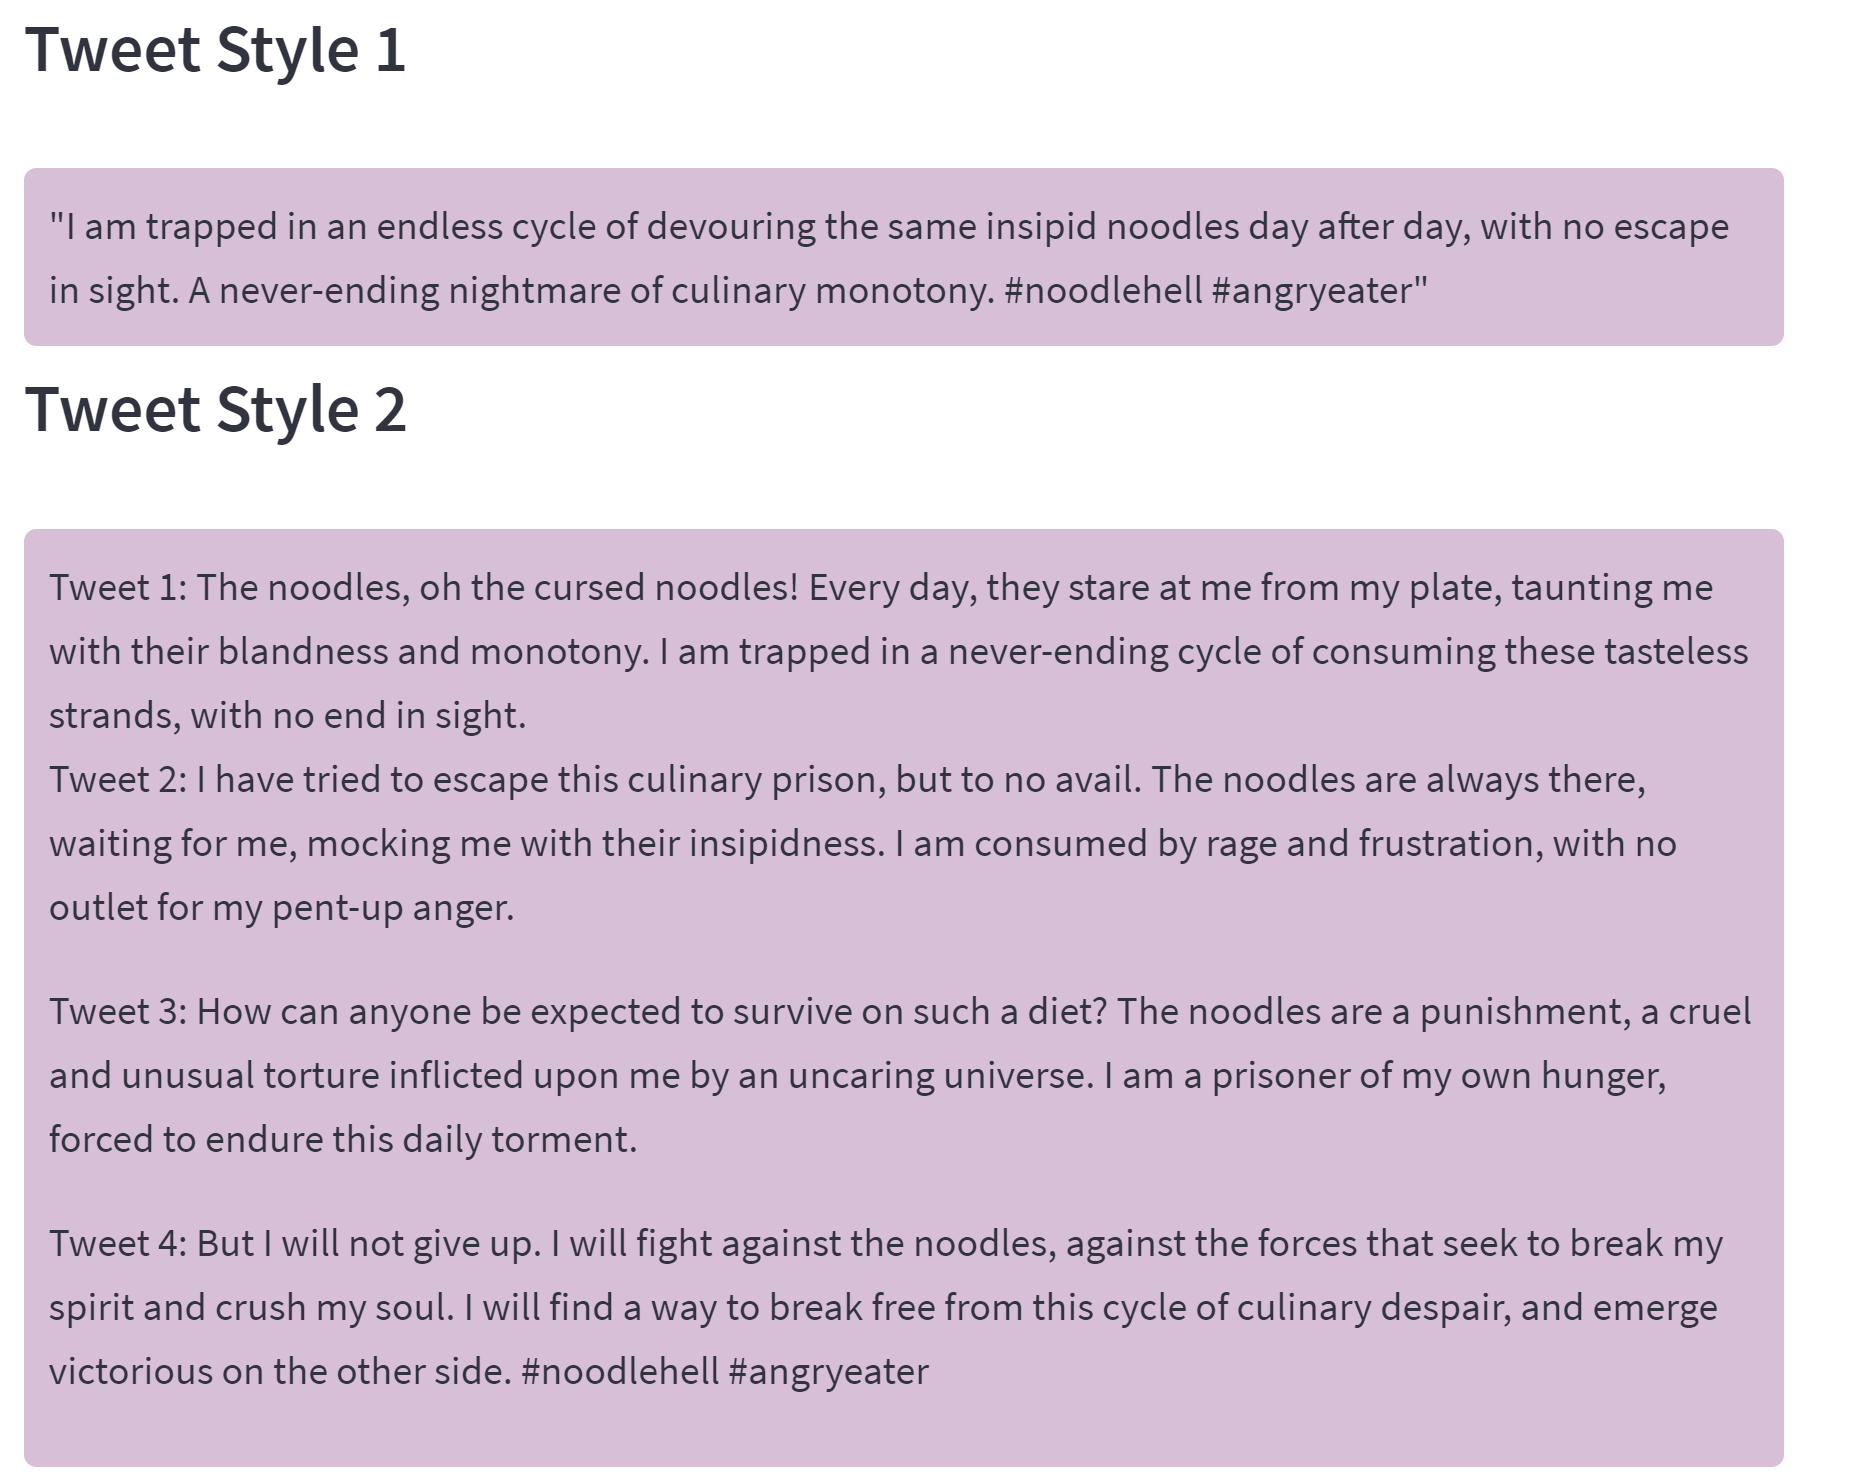 Tweet Style 1
"I am trapped in an endless cycle of devouring the same insipid noodles day after day, with no escape
in sight. A never-ending nightmare of culinary monotony. #noodlehell #angryeater"
Tweet Style 2
Tweet 1: The noodles, oh the cursed noodles! Every day, they stare at me from my plate, taunting me
with their blandness and monotony. I am trapped in a never-ending cycle of consuming these tasteless
strands, with no end in sight.
Tweet 2: I have tried to escape this culinary prison, but to no avail. The noodles are always there,
waiting for me, mocking me with their insipidness. I am consumed by rage and frustration, with no
outlet for my pent-up anger.
Tweet 3: How can anyone be expected to survive on such a diet? The noodles are a punishment, a cruel
and unusual torture inflicted upon me by an uncaring universe. I am a prisoner of my own hunger,
forced to endure this daily torment.
Tweet 4: But I will not give up. I will fight against the noodles, against the forces that seek to break my
spirit and crush my soul. I will find a way to break free from this cycle of culinary despair, and emerge
victorious on the other side. #noodlehell #angryeater